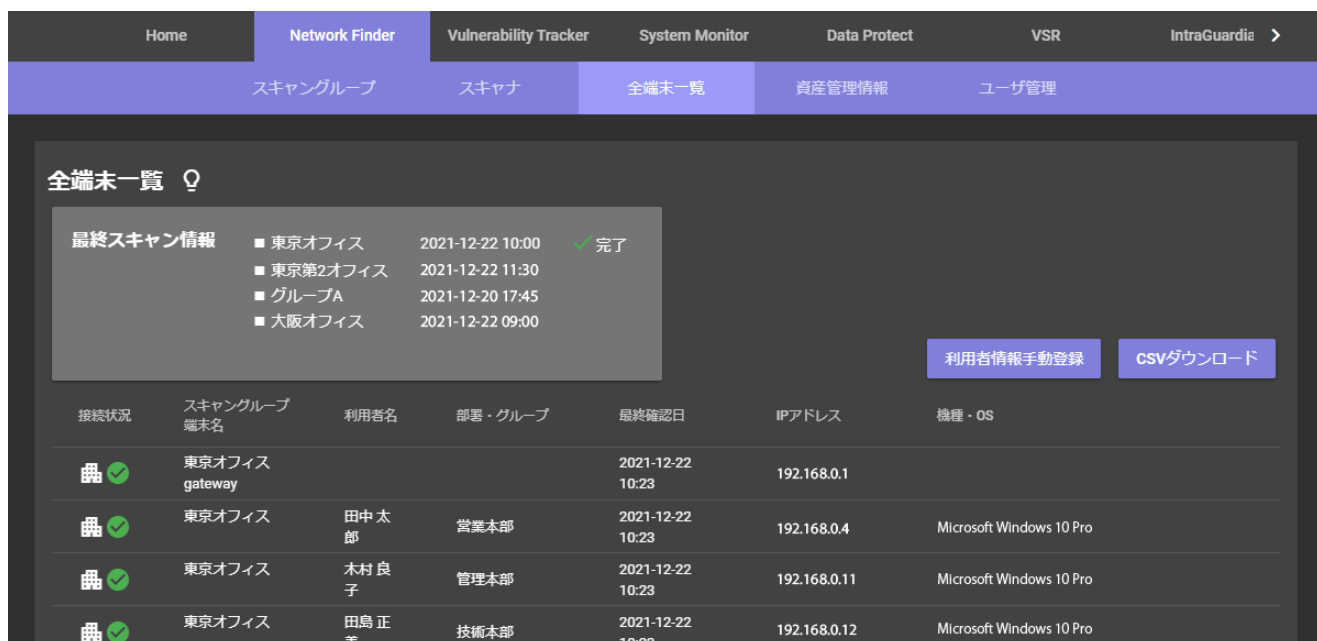 Home Network Finder Vulnerability Tracker System Monitor Data Protect VSR IntraGuardia
スキャングループ スキャナ 全端末一覧 資産管理情報 ユーザ管理
全端末一覧
最終スキャン情報 ■ 東京オフィス 2021-12-22 10:00 完了
■ 東京第2オフィス 2021-12-22 11:30
■ グループA 2021-12-20 17:45
■ 大阪オフィス 2021-12-22 09:00
利用者情報手動登録 CSVダウンロード
接続状況 スキャングループ 利用者名 部署・グループ 最終確認日 IPアドレス 機種・OS
端末名
東京オフィス 2021-12-22 192.168.0.1
gateway 10:23
東京オフィス 田中 太 営業本部 2021-12-22 192.168.0.4 Microsoft Windows 10 Pro
郎 10:23
東京オフィス 木村 良 管理本部 2021-12-22 192.168.0.11 Microsoft Windows 10 Pro
子 10:23
東京オフィス 田島 正 技術本部 2021-12-22 192.168.0.12 Microsoft Windows 10 Pro